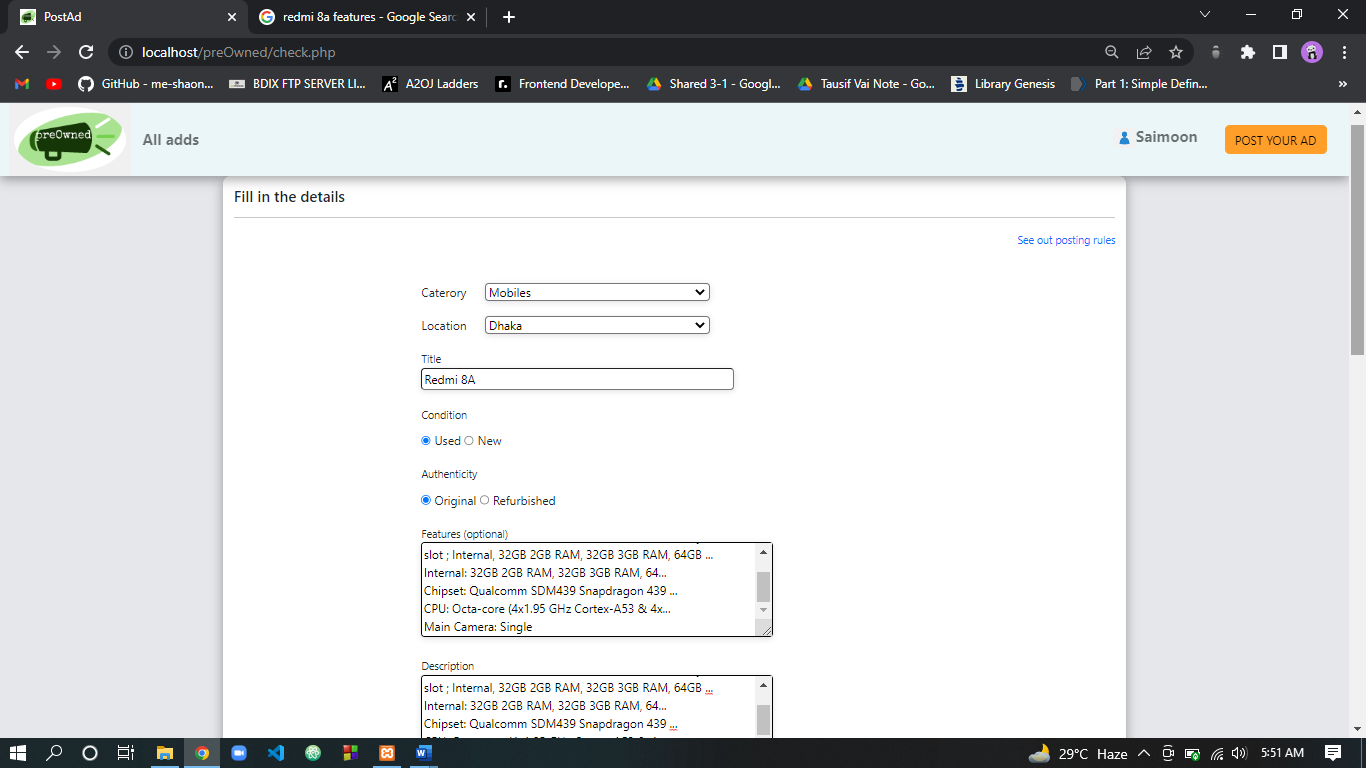 PostAd
redmi 8a features - Google Searc
localhost/preOwned/check.php
GitHub - me-shaon...
BDIX FTP SERVER LI...
A2OJ Ladders
Frontend Develope...
Shared 3-1 - Googl...
Tausif Vai Note - Go...
Library Genesis
Part 1: Simple Defin...
preOwned
All adds
Saimoon
POST YOUR AD
Fill in the details
See out posting rules
Caterory
Mobiles
Location
Dhaka
Title
Redmi 8A
Condition
Used
New
Authenticity
Original
Refurbished
Features (optional)
slot ; Internal, 32GB 2GB RAM, 32GB 3GB RAM, 64GB ...
Internal: 32GB 2GB RAM, 32GB 3GB RAM, 64...
Chipset: Qualcomm SDM439 Snapdragon 439 ...
CPU: Octa-core (4x1.95 GHz Cortex-A53 & 4x...
Main Camera: Single
Description
slot ; Internal, 32GB 2GB RAM, 32GB 3GB RAM, 64GB ...
Internal: 32GB 2GB RAM, 32GB 3GB RAM, 64...
Chipset: Qualcomm SDM439 Snapdragon 439 ...
29°C Haze
5:51 AM